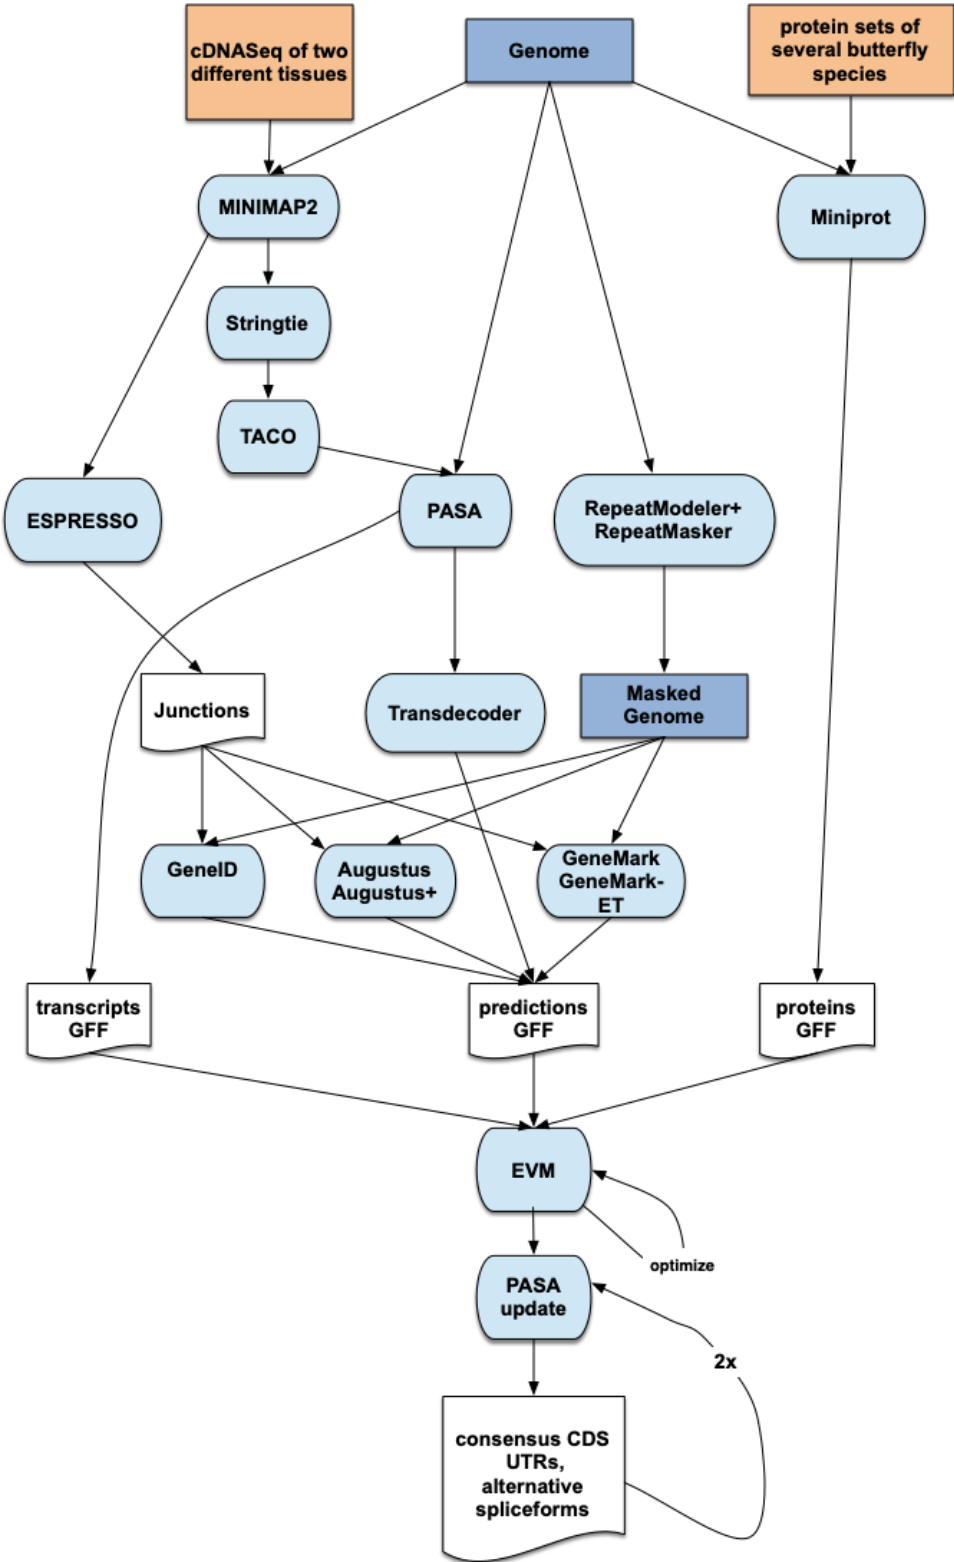 cDNASeq of two
different tissues
Genome
protein sets of
several butterfly
species
MINIMAP2
Miniprot
Stringtie
TACO
ESPRESSO
PASA
RepeatModeler+
RepeatMasker
Junctions
Transdecoder
Masked
Genome
GeneID
Augustus
Augustus+
GeneMark
GeneMark-
ET
transcripts
GFF
predictions
GFF
proteins
GFF
EVM
optimize
PASA
update
2x
consensus CDS
UTRs,
alternative
spliceforms